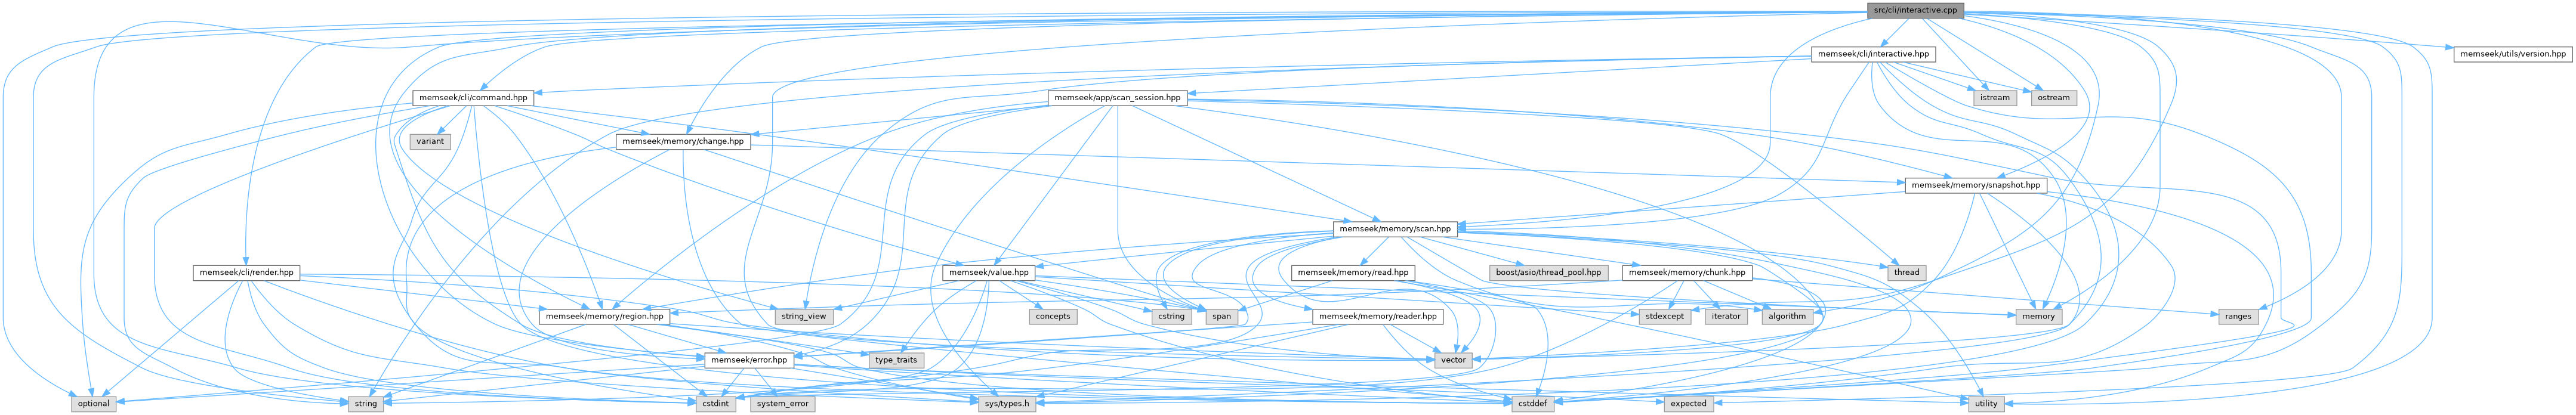 src/cli/interactive.cpp
memseek/cli/interactive.hpp
memseek/utils/version.hpp
memseek/cli/command.hpp
memseek/app/scan_session.hpp
istream
ostream
variant
memseek/memory/change.hpp
memseek/memory/snapshot.hpp
memseek/memory/scan.hpp
memseek/cli/render.hpp
memseek/value.hpp
memseek/memory/read.hpp
boost/asio/thread_pool.hpp
memseek/memory/chunk.hpp
thread
memseek/memory/region.hpp
string_view
concepts
cstring
span
memseek/memory/reader.hpp
stdexcept
iterator
algorithm
memory
ranges
memseek/error.hpp
type_traits
vector
optional
string
cstdint
system_error
sys/types.h
cstddef
expected
utility